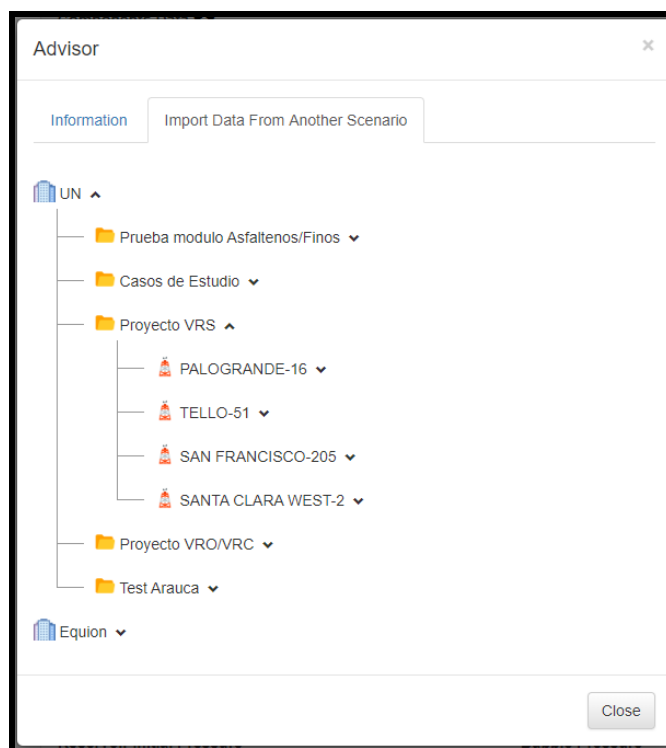 Advisor
×
Information
Import Data From Another Scenario
UN
Prueba modulo Asfaltenos/Finos
Casos de Estudio
Proyecto VRS
PALOGRANDE-16
TELLO-51
SAN FRANCISCO-205
SANTA CLARA WEST-2
Proyecto VRO/VRC
Test Arauca
Equion
Close